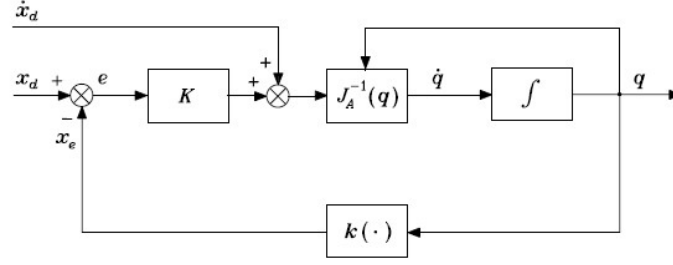 ẋ_d
x_d + e K + + J_A^{-1}(q) q̇ ∫ q
−
x_e
k(·)